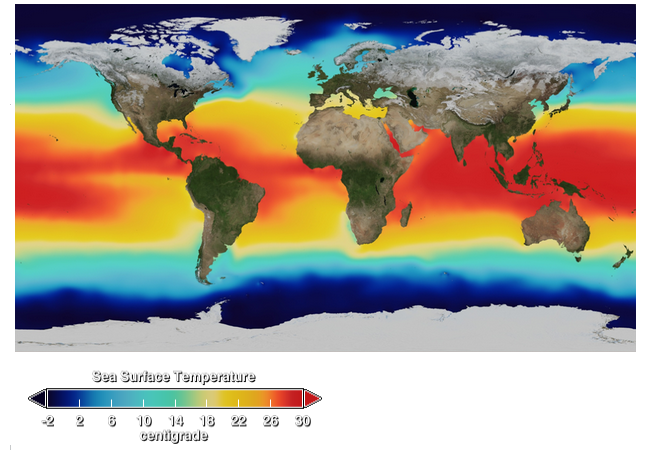 Sea Surface Temperature
-2 2 6 10 14 18 22 26 30
centigrade